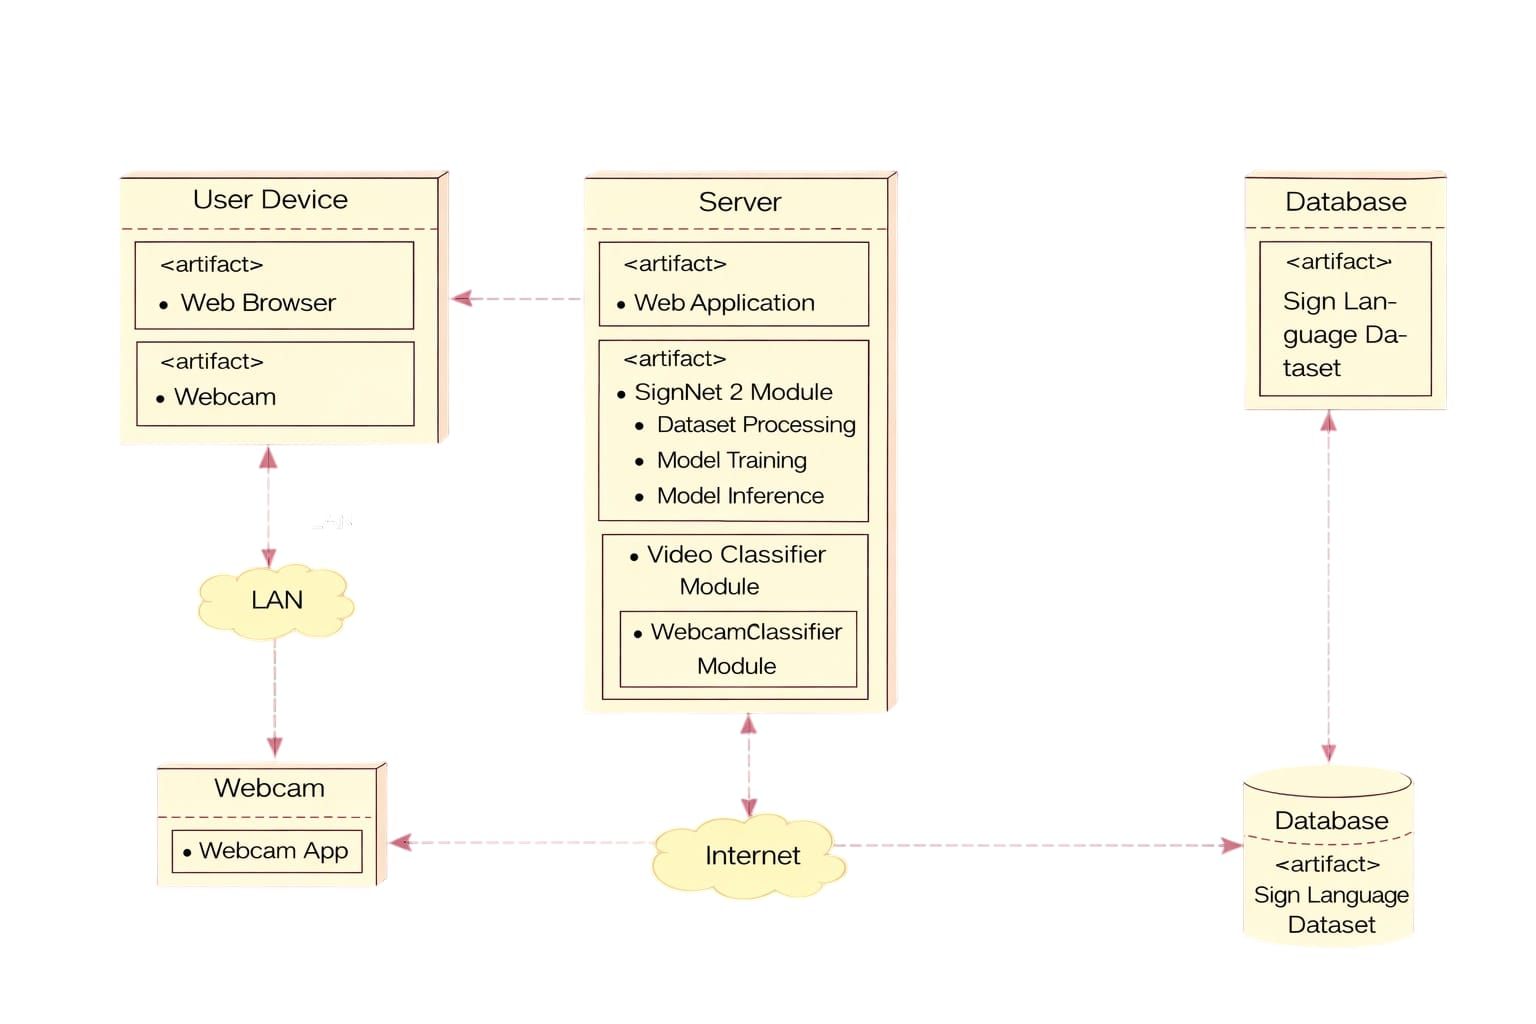 User Device
<artifact>
• Web Browser
<artifact>
• Webcam
LAN
Webcam
• Webcam App
Server
<artifact>
• Web Application
<artifact>
• SignNet 2 Module
• Dataset Processing
• Model Training
• Model Inference
• Video Classifier
Module
• WebcamClassifier
Module
Internet
Database
<artifact>
Sign Lan-
guage Da-
taset
Database
<artifact>
Sign Language
Dataset